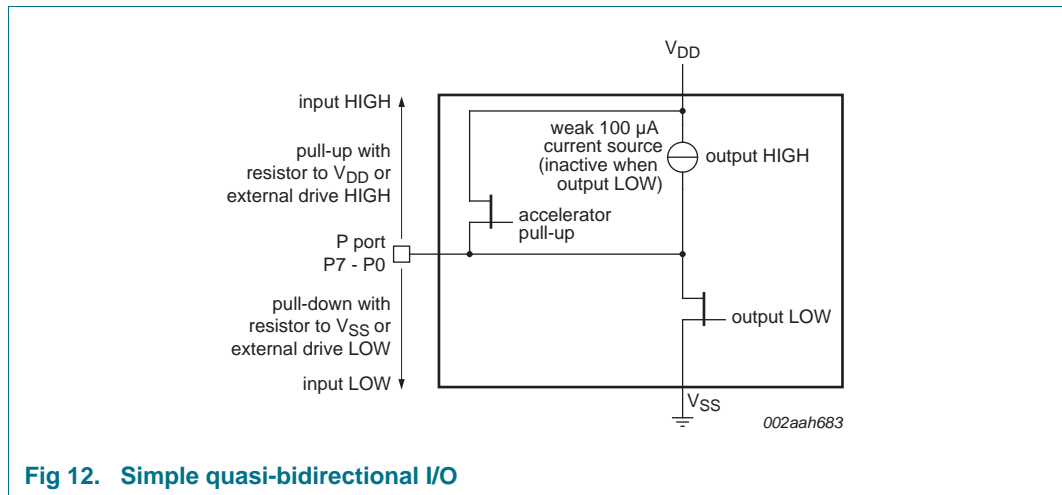 VDD
input HIGH
pull-up with
resistor to VDD or
external drive HIGH
weak 100 µA
current source
(inactive when
output LOW)
output HIGH
accelerator
pull-up
P port
P7 - P0
pull-down with
resistor to VSS or
external drive LOW
input LOW
output LOW
VSS
002aah683
Fig 12. Simple quasi-bidirectional I/O